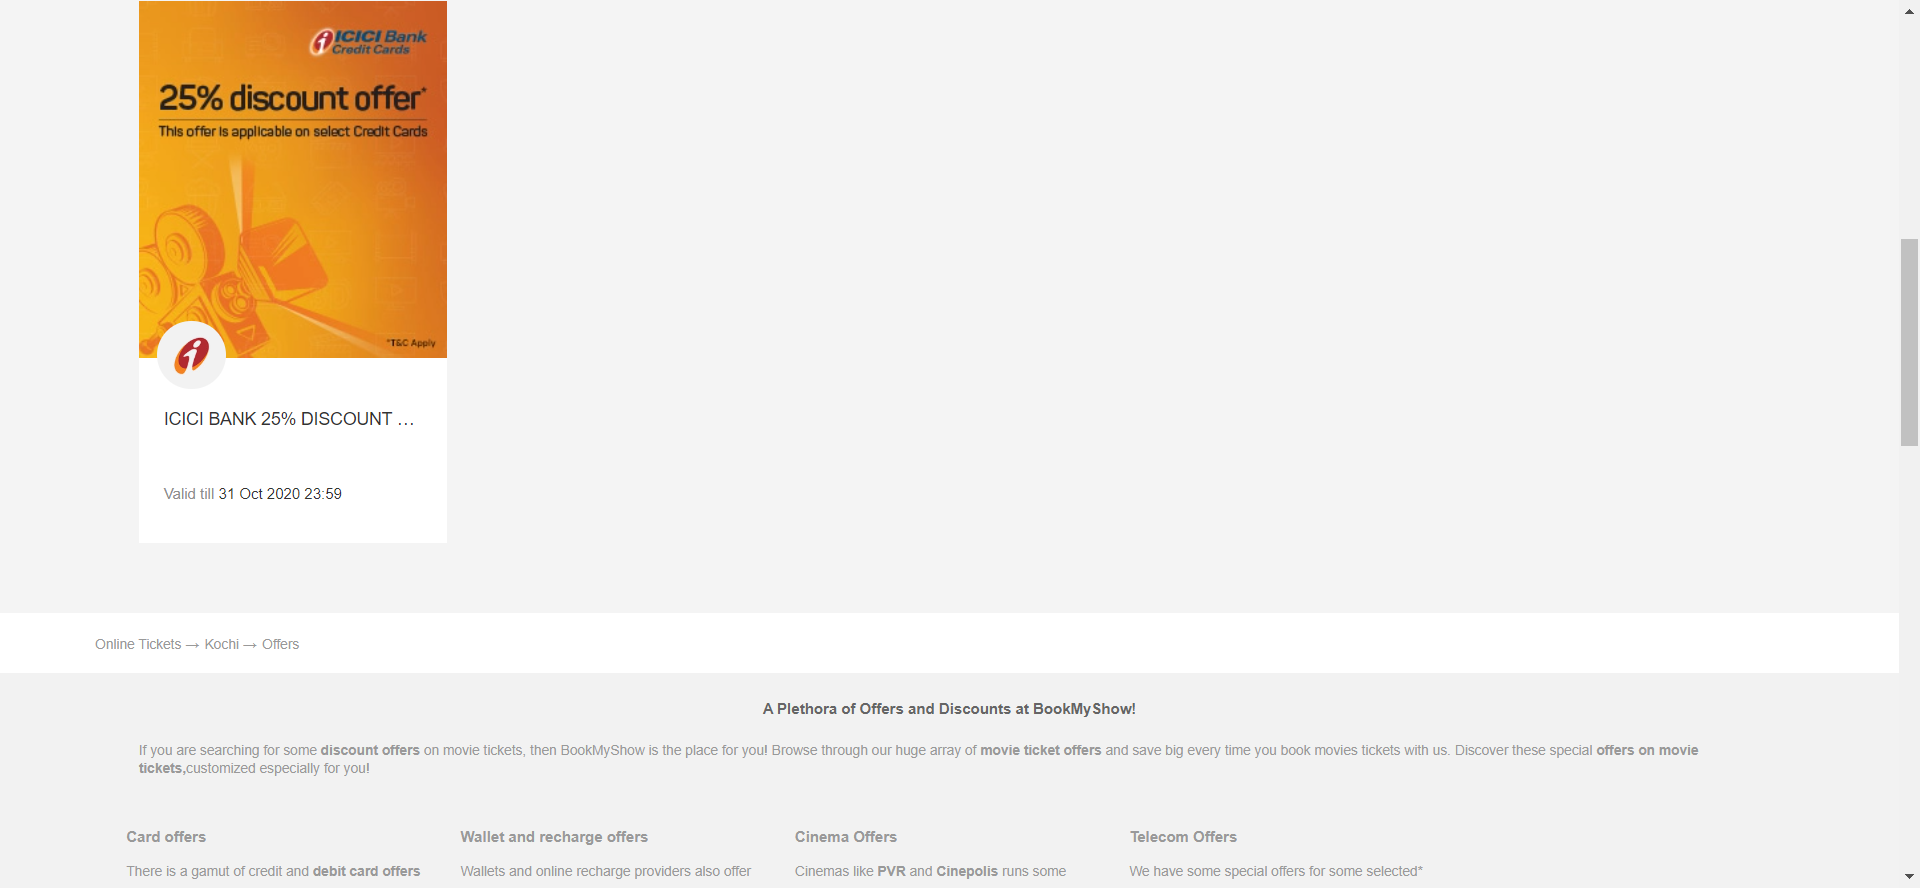 ICICI Bank
Credit Cards
25% discount offer*
This offer is applicable on select Credit Cards
*T&C Apply
ICICI BANK 25% DISCOUNT ...
Valid till 31 Oct 2020 23:59
Online Tickets → Kochi → Offers
A Plethora of Offers and Discounts at BookMyShow!
If you are searching for some discount offers on movie tickets, then BookMyShow is the place for you! Browse through our huge array of movie ticket offers and save big every time you book movies tickets with us. Discover these special offers on movie
tickets,customized especially for you!
Card offers
There is a gamut of credit and debit card offers
Wallet and recharge offers
Wallets and online recharge providers also offer
Cinema Offers
Cinemas like PVR and Cinepolis runs some
Telecom Offers
We have some special offers for some selected*